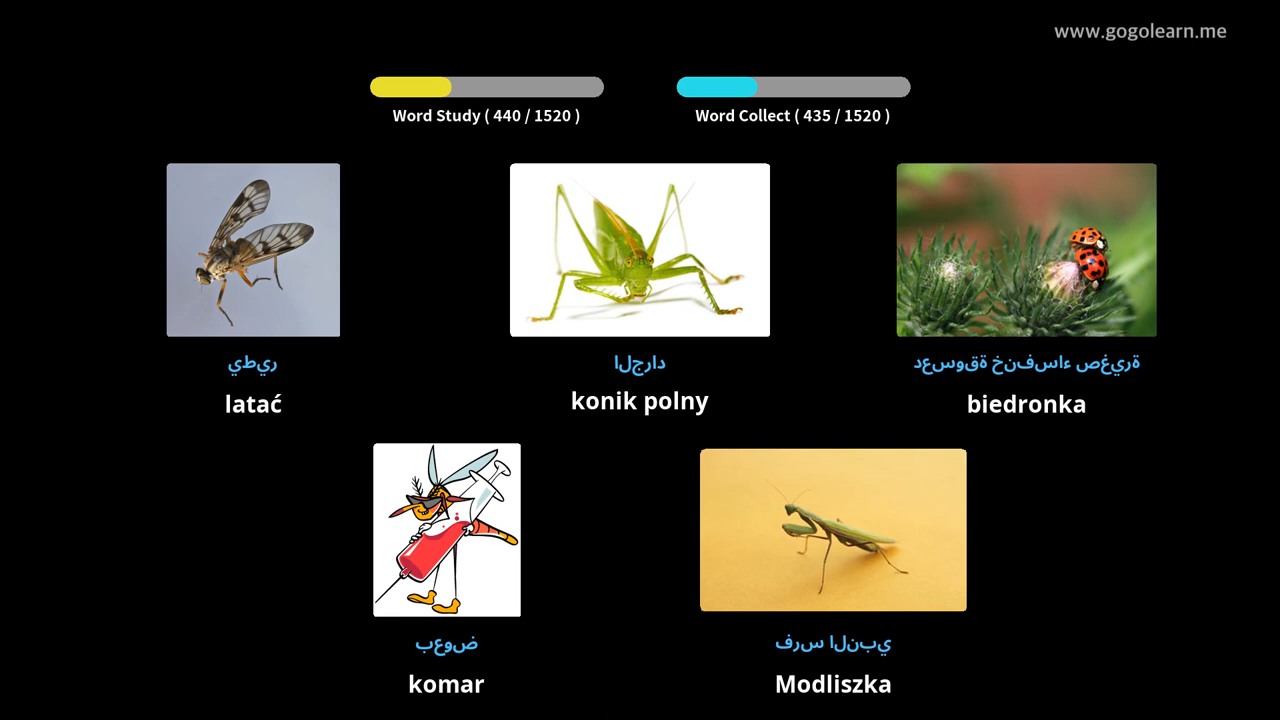 www.gogolearn.me
Word Study ( 440 / 1520 )
Word Collect ( 435 / 1520 )
يطير
الجراد
دعسوقة خنفساء صغيرة
latać
konik polny
biedronka
بعوض
فرس النبي
komar
Modliszka